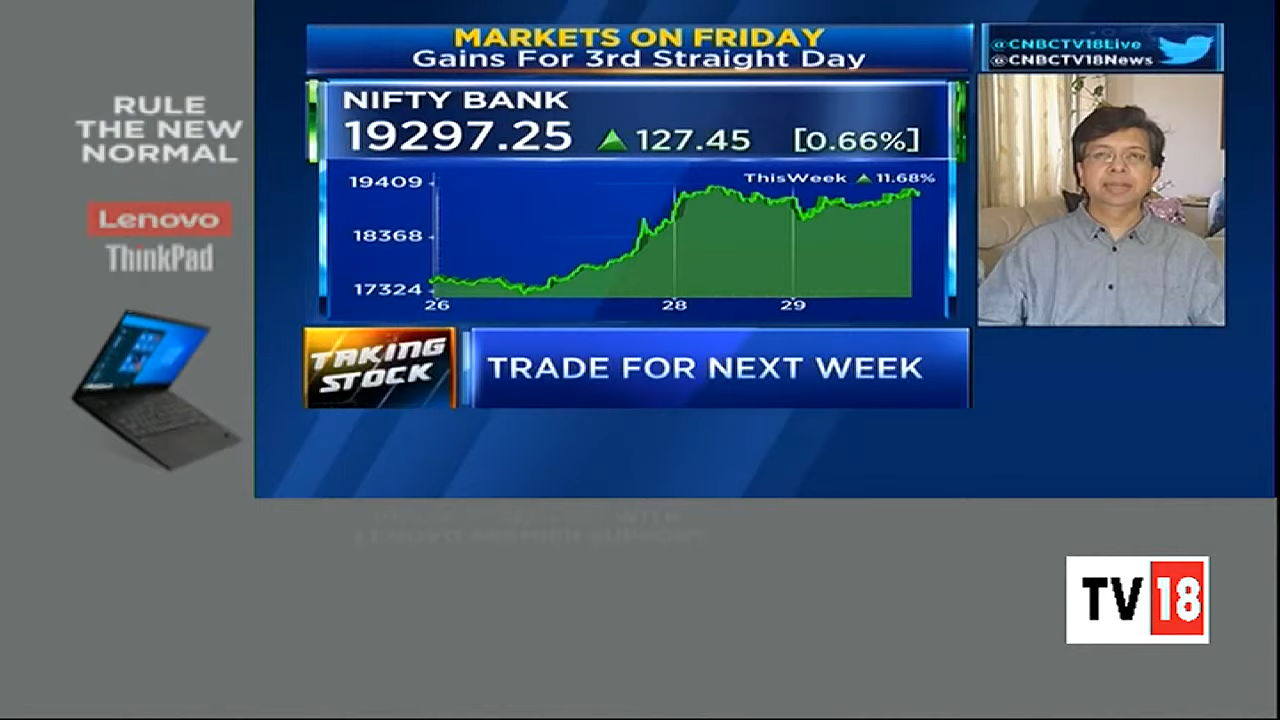 MARKETS ON FRIDAY
Gains For 3rd Straight Day
@CNBCTV18Live
@CNBCTV18News
RULE
THE NEW
NORMAL
Lenovo
ThinkPad
NIFTY BANK
19297.25 127.45 [0.66%]
ThisWeek 11.68%
19409
18368
17324
26 28 29
TAKING
STOCK
TRADE FOR NEXT WEEK
TV18